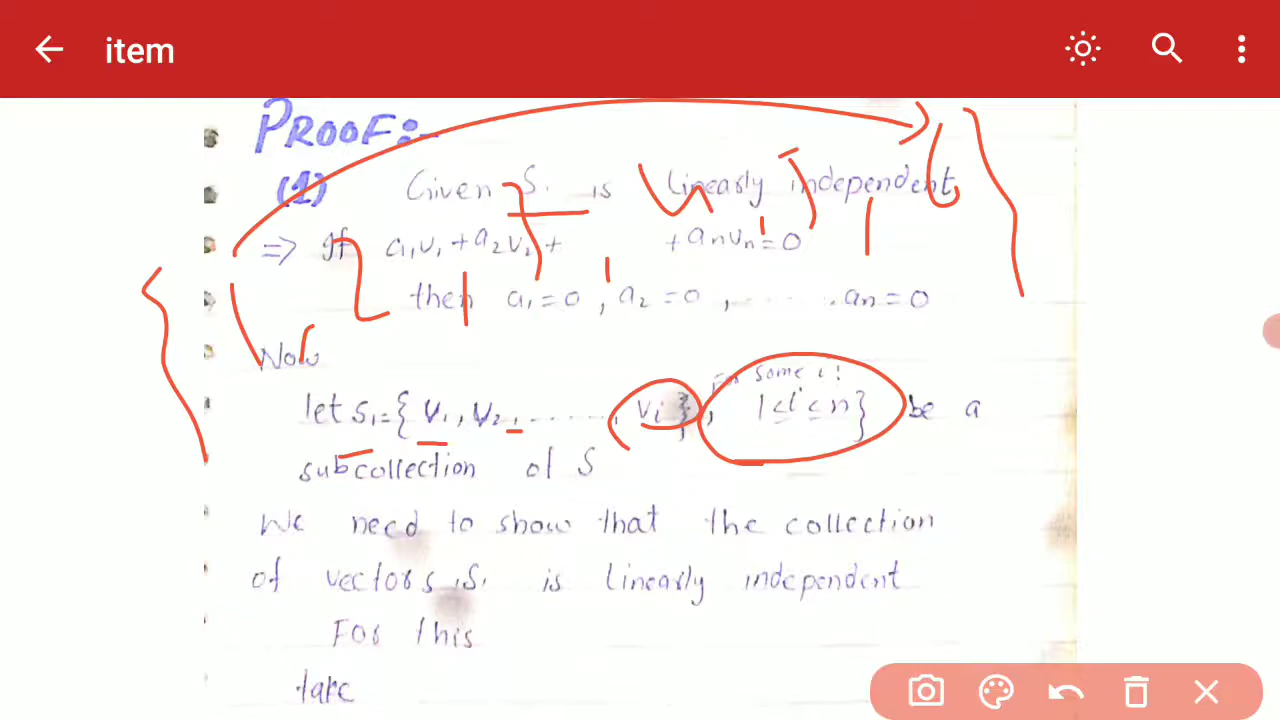 item
PROOF:-
(1) Given S. is linearly independent,
=> If a₁v₁ + a₂v₂ + + aₙvₙ = 0
then a₁ = 0 , a₂ = 0 , ....... aₙ = 0
Now
for some i!
let S₁ = { v₁ , v₂ , ....... , vᵢ } , 1 ≤ i ≤ n } be a
subcollection of S
We need to show that the collection
of vectors S₁ is linearly independent
For this
take